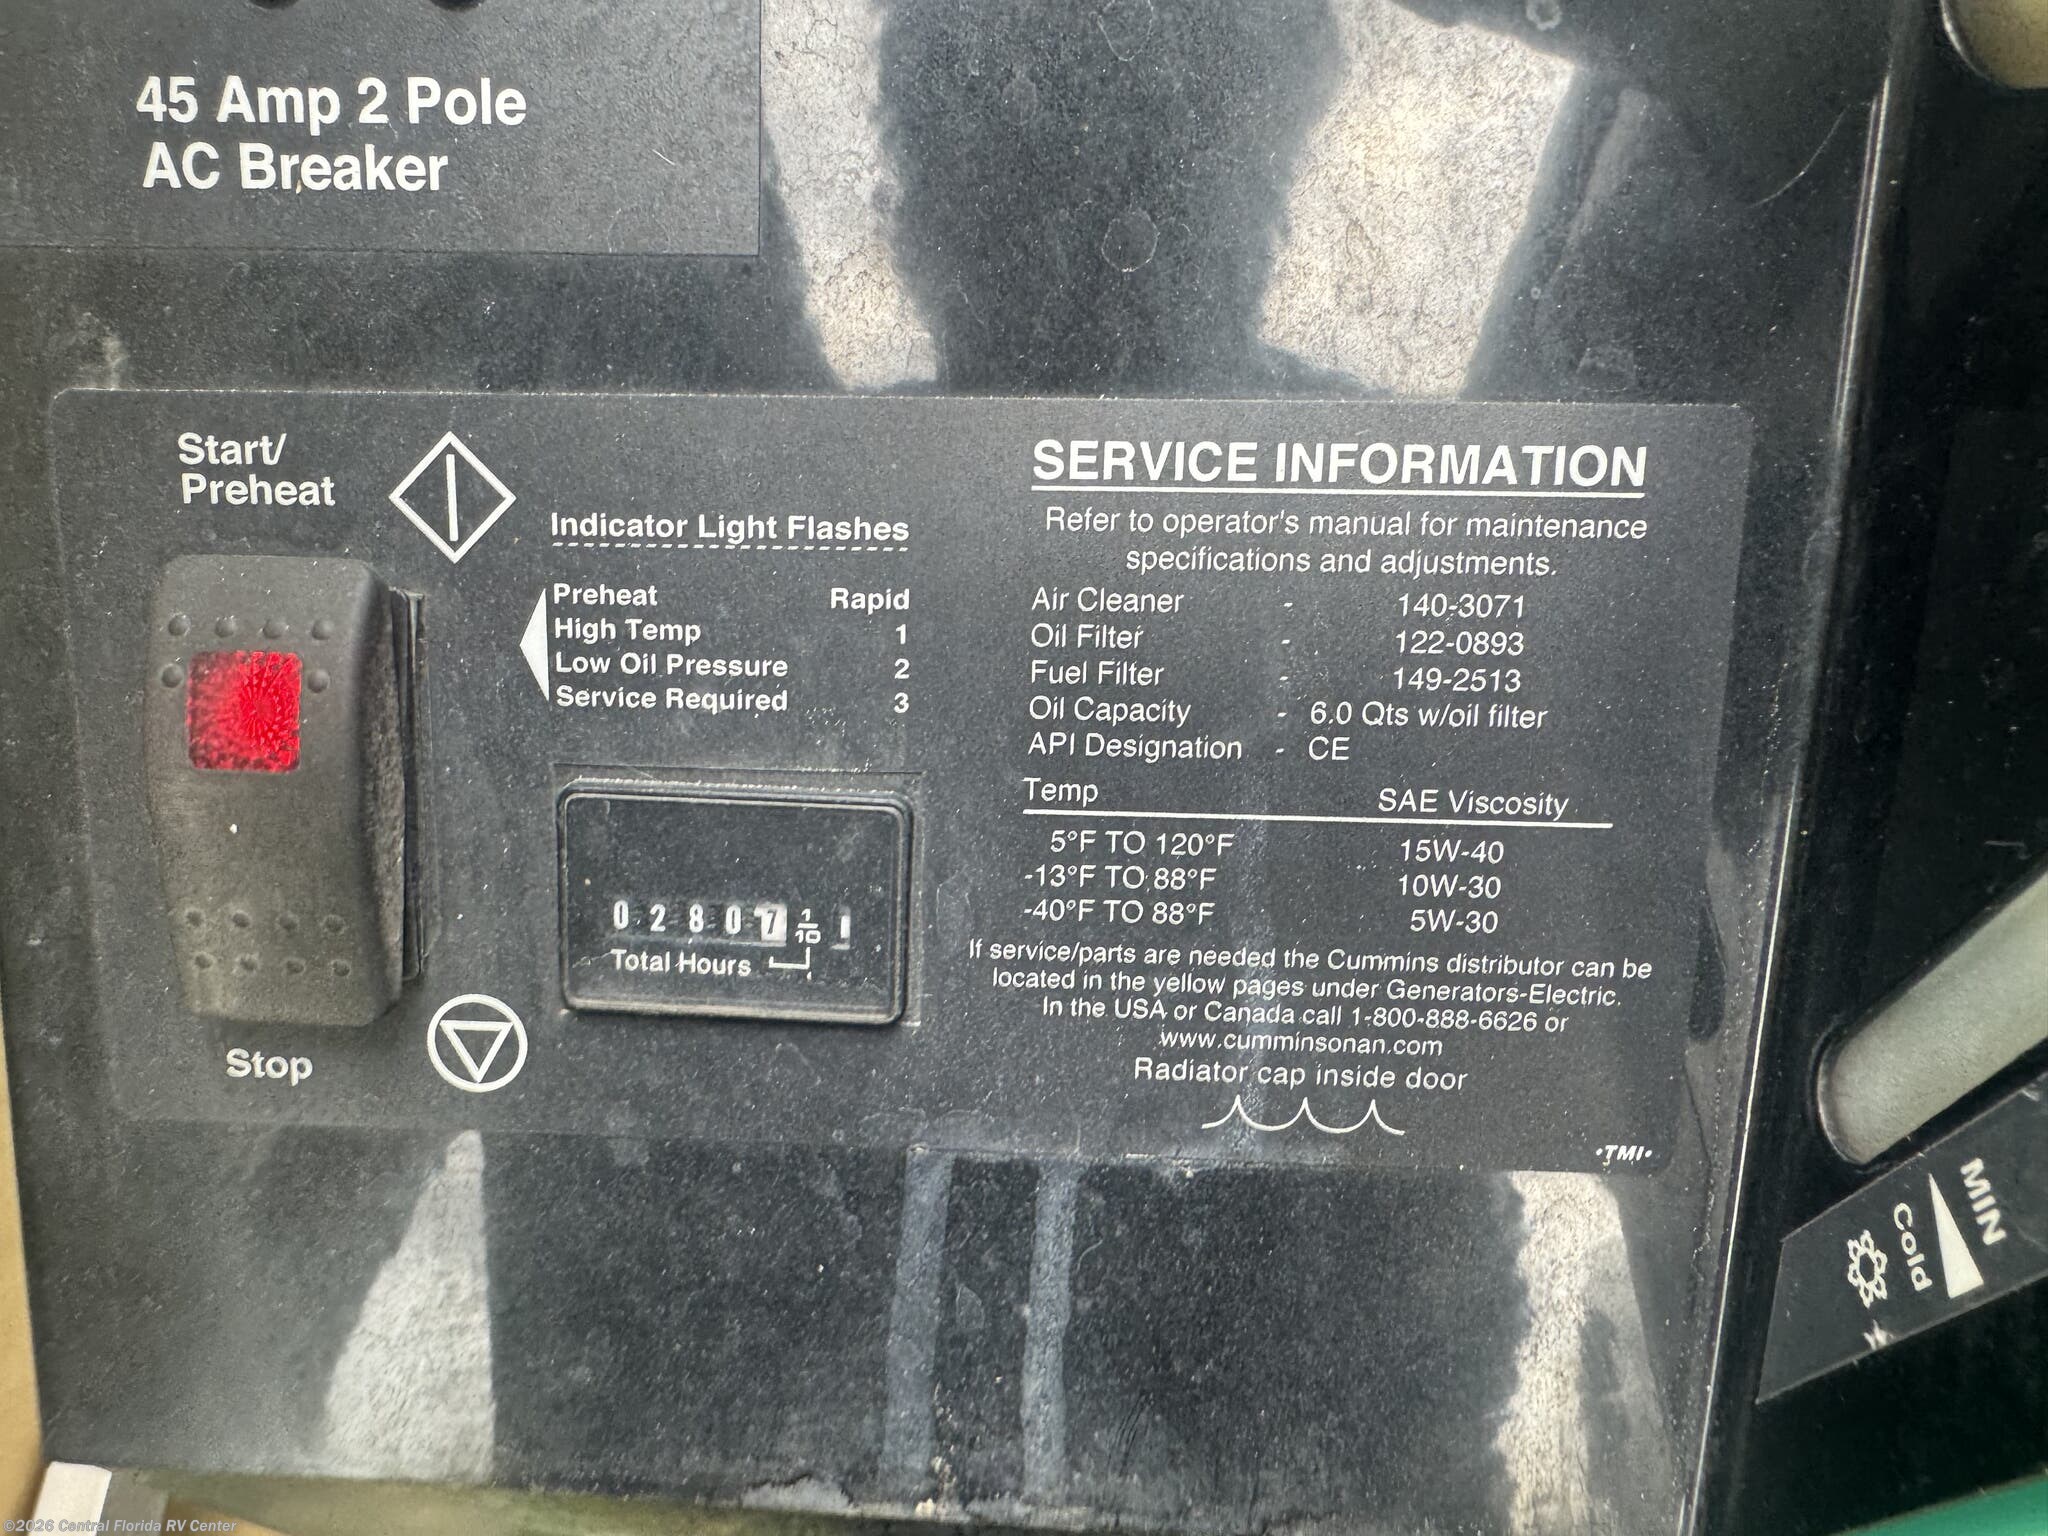 45 Amp 2 Pole
AC Breaker
Start/
Preheat
Indicator Light Flashes
Preheat Rapid
High Temp 1
Low Oil Pressure 2
Service Required 3
0 2 8 0 7 1/10
Total Hours
Stop
SERVICE INFORMATION
Refer to operator's manual for maintenance
specifications and adjustments.
Air Cleaner - 140-3071
Oil Filter - 122-0893
Fuel Filter - 149-2513
Oil Capacity - 6.0 Qts w/oil filter
API Designation - CE
Temp SAE Viscosity
5°F TO 120°F 15W-40
-13°F TO 88°F 10W-30
-40°F TO 88°F 5W-30
If service/parts are needed the Cummins distributor can be
located in the yellow pages under Generators-Electric.
In the USA or Canada call 1-800-888-6626 or
www.cumminsonan.com
Radiator cap inside door
•TMI•
MIN
Cold
©2026 Central Florida RV Center